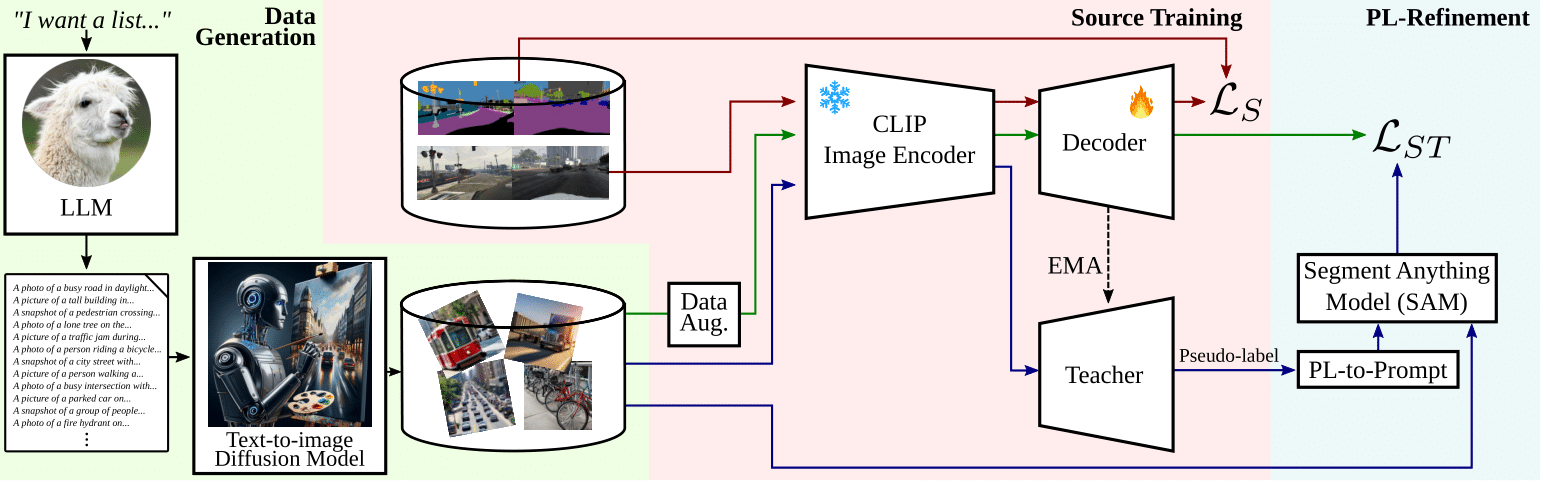 "I want a list..."
Data
Generation
LLM
A photo of a busy road in daylight...
A picture of a tall building in...
A snapshot of a pedestrian crossing...
A photo of a lone tree on the...
A picture of a traffic jam during...
A photo of a person riding a bicycle...
A snapshot of a city street with...
A picture of a person walking a...
A photo of a busy intersection with...
A picture of a parked car on...
A snapshot of a group of people...
A photo of a fire hydrant on...
⋮
Text-to-image
Diffusion Model
Source Training
Data
Aug.
CLIP
Image Encoder
Decoder
ℒS
EMA
Teacher
Pseudo-label
PL-Refinement
ℒST
Segment Anything
Model (SAM)
PL-to-Prompt